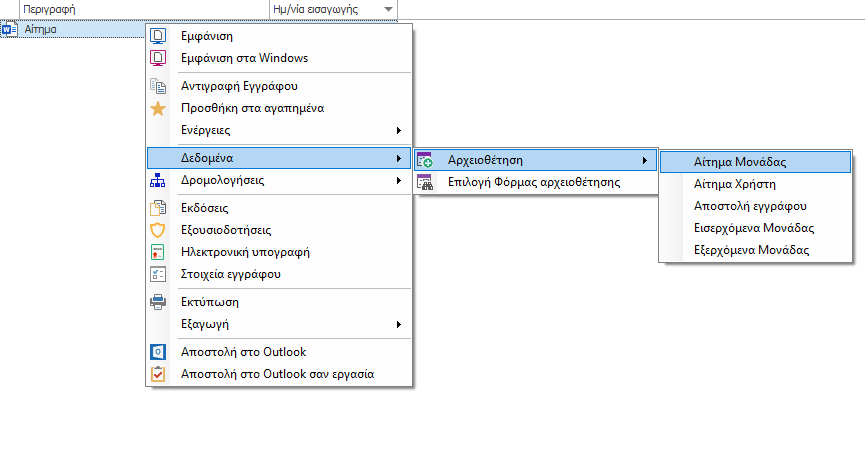 Περιγραφή Ημ/νία εισαγωγής
Αίτημα
Εμφάνιση
Εμφάνιση στα Windows
Αντιγραφή Εγγράφου
Προσθήκη στα αγαπημένα
Ενέργειες
Δεδομένα
Δρομολογήσεις
Εκδόσεις
Εξουσιοδοτήσεις
Ηλεκτρονική υπογραφή
Στοιχεία εγγράφου
Εκτύπωση
Εξαγωγή
Αποστολή στο Outlook
Αποστολή στο Outlook σαν εργασία
Αρχειοθέτηση
Επιλογή Φόρμας αρχειοθέτησης
Αίτημα Μονάδας
Αίτημα Χρήστη
Αποστολή εγγράφου
Εισερχόμενα Μονάδας
Εξερχόμενα Μονάδας